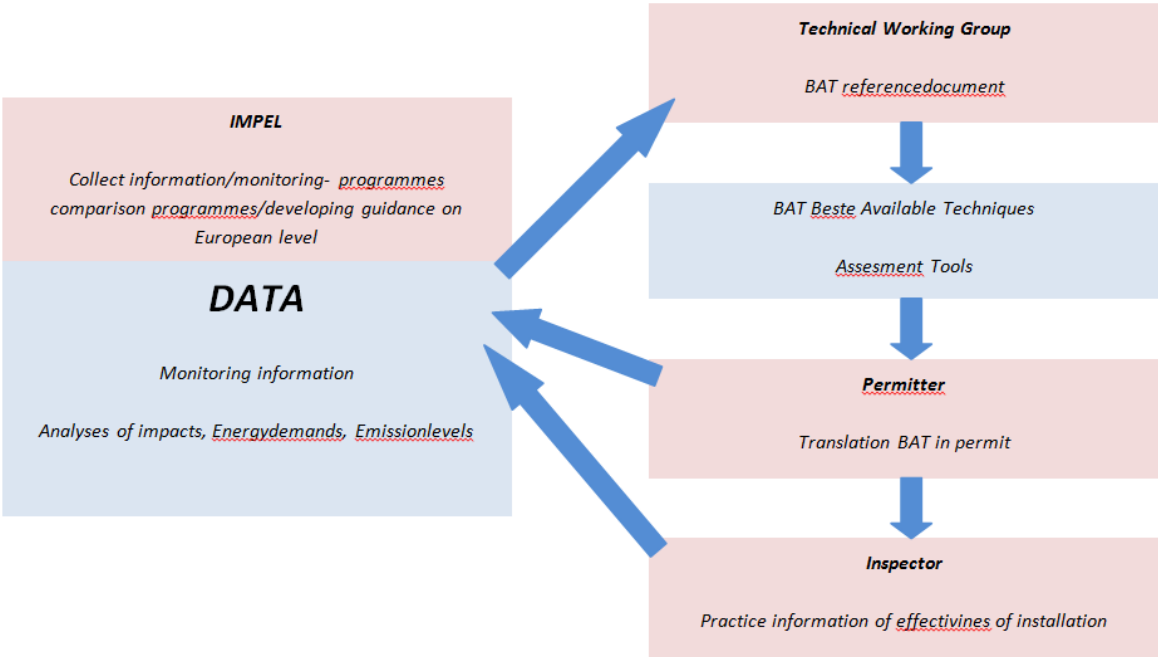 IMPEL
Collect information/monitoring- programmes
comparison programmes/developing guidance on
European level
DATA
Monitoring information
Analyses of impacts, Energydemands, Emissionlevels
Technical Working Group
BAT referencedocument
BAT Beste Available Techniques
Assesment Tools
Permitter
Translation BAT in permit
Inspector
Practice information of effectivines of installation